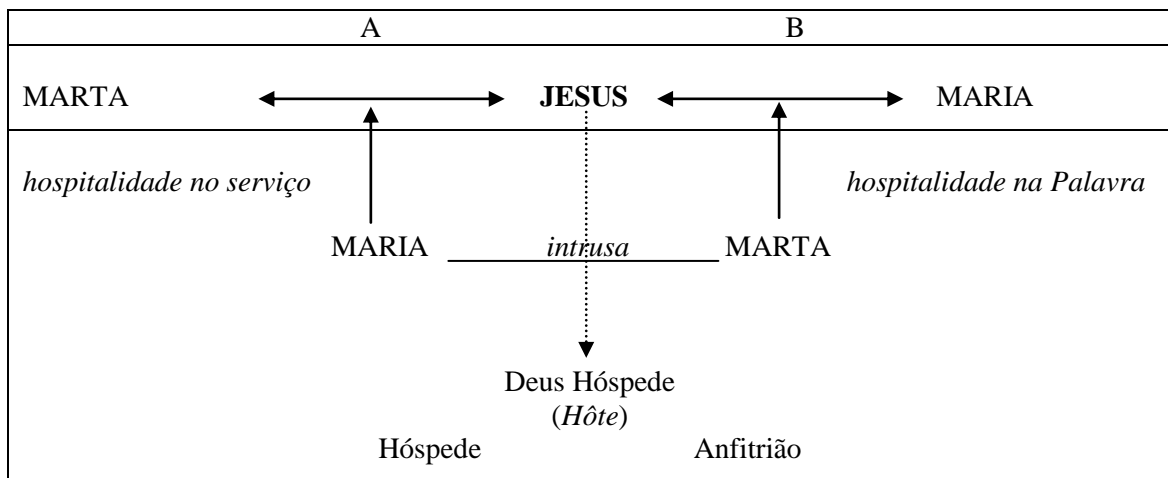 A B
MARTA JESUS MARIA
hospitalidade no serviço hospitalidade na Palavra
MARIA intrusa MARTA
Deus Hóspede
(Hôte)
Hóspede Anfitrião